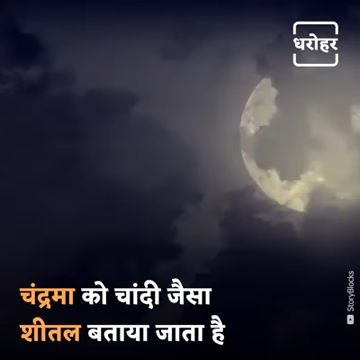 धरोहर
चंद्रमा को चांदी जैसा
शीतल बताया जाता है
StoryBlocks